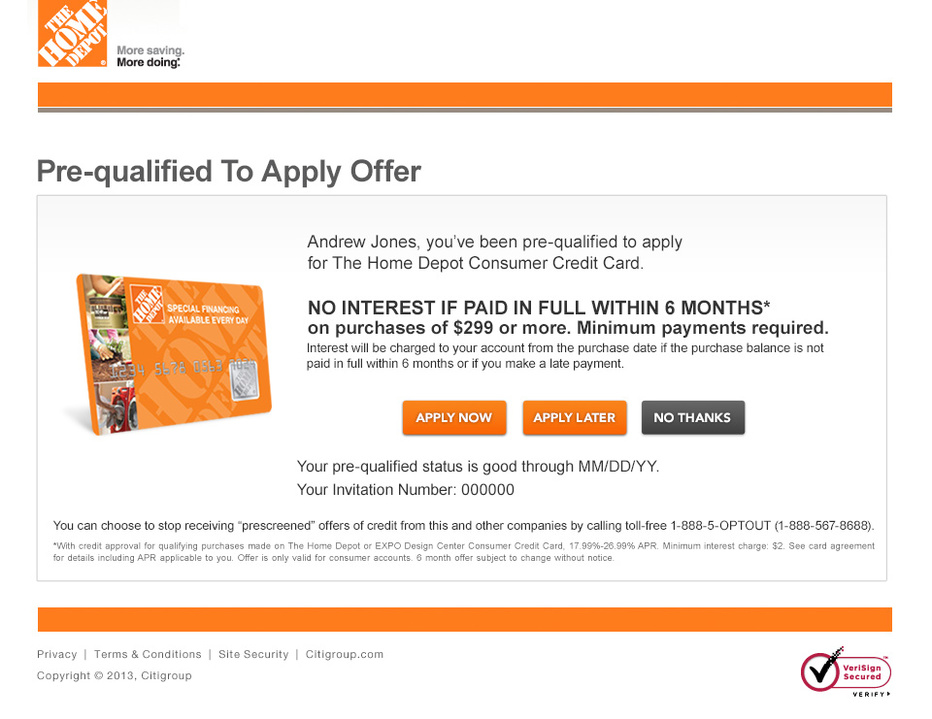 THE HOME DEPOT
More saving.
More doing.
Pre-qualified To Apply Offer
Andrew Jones, you've been pre-qualified to apply
for The Home Depot Consumer Credit Card.
THE HOME DEPOT
SPECIAL FINANCING
AVAILABLE EVERY DAY
1234 5678 0363
NO INTEREST IF PAID IN FULL WITHIN 6 MONTHS*
on purchases of $299 or more. Minimum payments required.
Interest will be charged to your account from the purchase date if the purchase balance is not
paid in full within 6 months or if you make a late payment.
APPLY NOW APPLY LATER NO THANKS
Your pre-qualified status is good through MM/DD/YY.
Your Invitation Number: 000000
You can choose to stop receiving “prescreened” offers of credit from this and other companies by calling toll-free 1-888-5-OPTOUT (1-888-567-8688).
*With credit approval for qualifying purchases made on The Home Depot or EXPO Design Center Consumer Credit Card, 17.99%-26.99% APR. Minimum interest charge: $2. See card agreement
for details including APR applicable to you. Offer is only valid for consumer accounts. 6 month offer subject to change without notice.
Privacy | Terms & Conditions | Site Security | Citigroup.com
Copyright © 2013, Citigroup
VeriSign
Secured
VERIFY